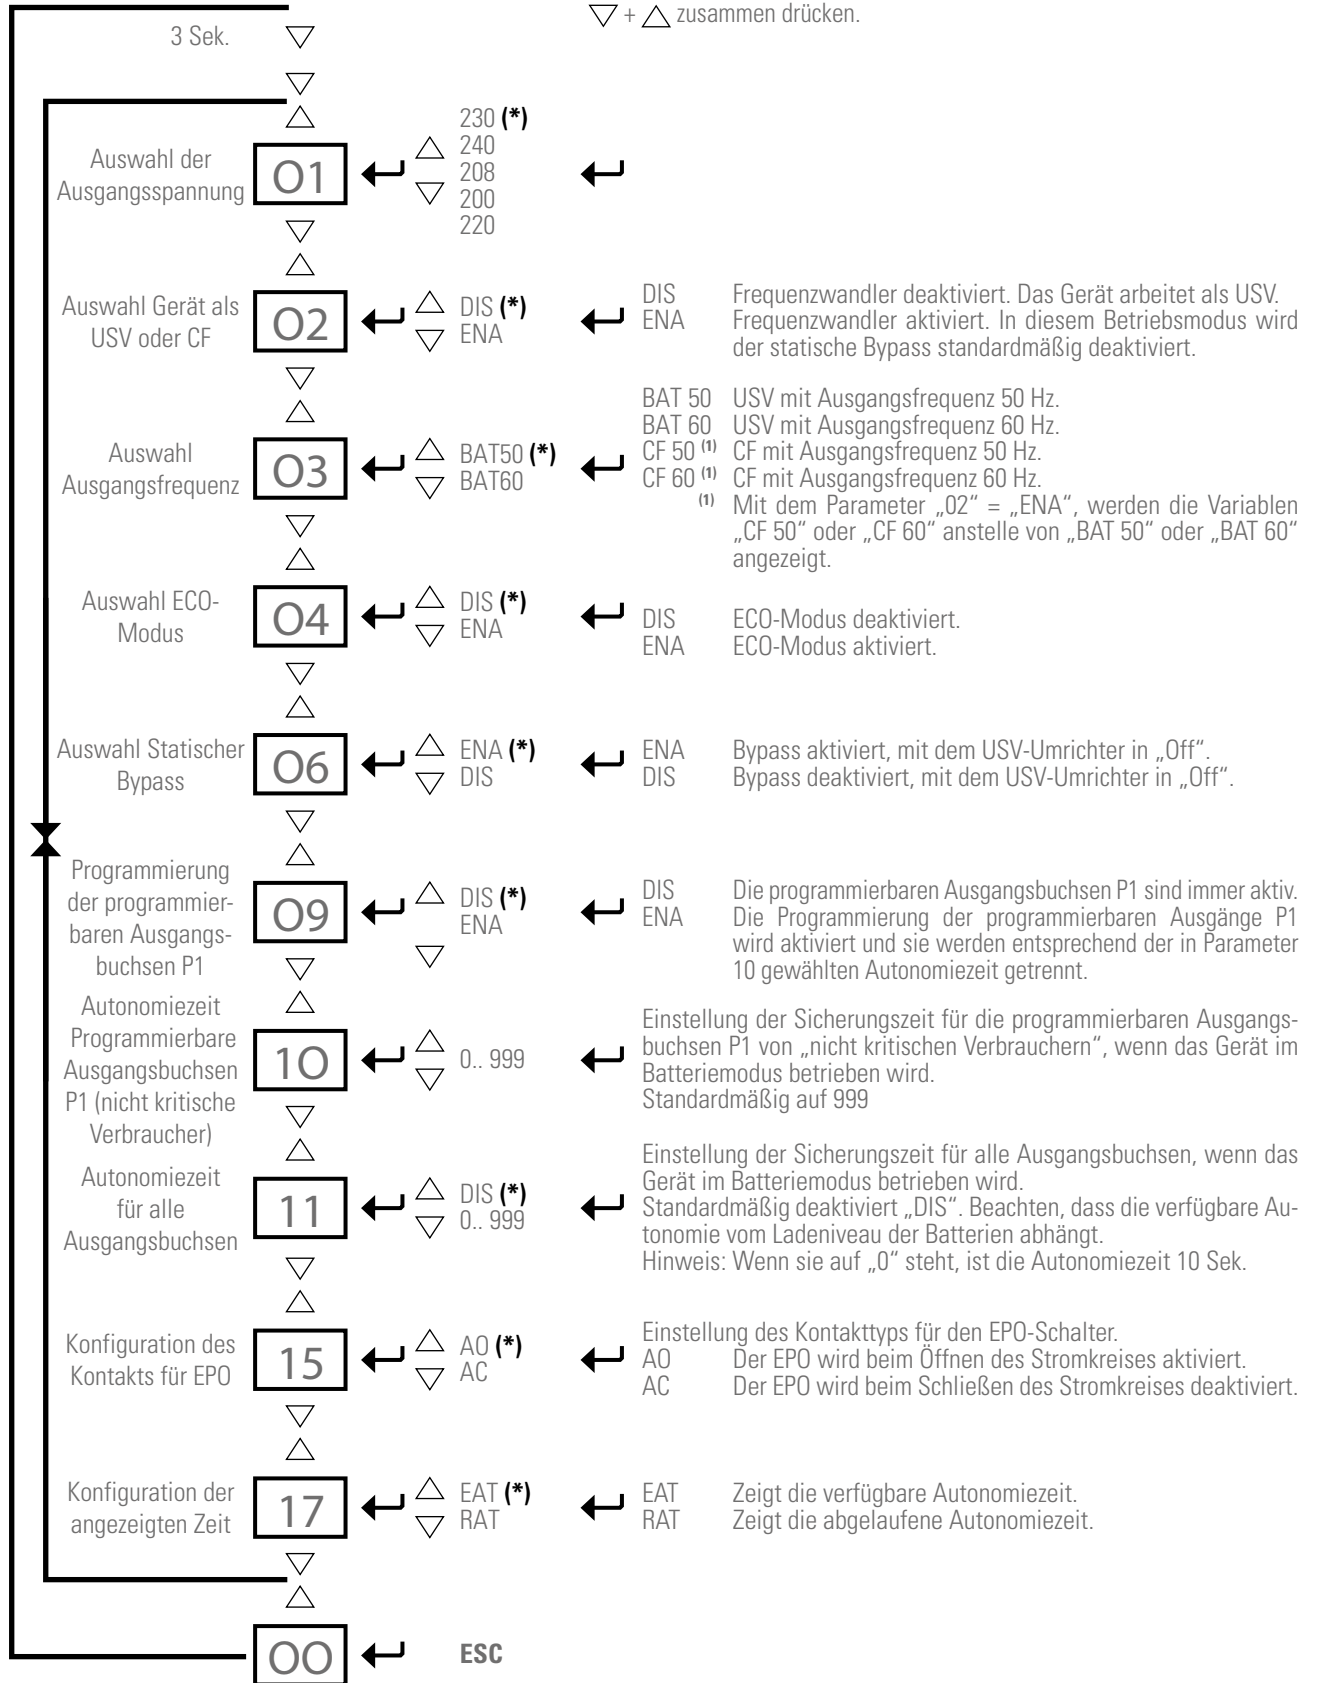 ▽ + △ zusammen drücken.
3 Sek.
Auswahl der
Ausgangsspannung
01
230 (*)
240
208
200
220
Auswahl Gerät als
USV oder CF
02
DIS (*)
ENA
DIS Frequenzwandler deaktiviert. Das Gerät arbeitet als USV.
ENA Frequenzwandler aktiviert. In diesem Betriebsmodus wird
der statische Bypass standardmäßig deaktiviert.
Auswahl
Ausgangsfrequenz
03
BAT50 (*)
BAT60
BAT 50 USV mit Ausgangsfrequenz 50 Hz.
BAT 60 USV mit Ausgangsfrequenz 60 Hz.
CF 50 (1) CF mit Ausgangsfrequenz 50 Hz.
CF 60 (1) CF mit Ausgangsfrequenz 60 Hz.
(1) Mit dem Parameter „02“ = „ENA“, werden die Variablen
„CF 50“ oder „CF 60“ anstelle von „BAT 50“ oder „BAT 60“
angezeigt.
Auswahl ECO-
Modus
04
DIS (*)
ENA
DIS ECO-Modus deaktiviert.
ENA ECO-Modus aktiviert.
Auswahl Statischer
Bypass
06
ENA (*)
DIS
ENA Bypass aktiviert, mit dem USV-Umrichter in „Off“.
DIS Bypass deaktiviert, mit dem USV-Umrichter in „Off“.
Programmierung
der programmier-
baren Ausgangs-
buchsen P1
09
DIS (*)
ENA
DIS Die programmierbaren Ausgangsbuchsen P1 sind immer aktiv.
ENA Die Programmierung der programmierbaren Ausgänge P1
wird aktiviert und sie werden entsprechend der in Parameter
10 gewählten Autonomiezeit getrennt.
Autonomiezeit
Programmierbare
Ausgangsbuchsen
P1 (nicht kritische
Verbraucher)
10
0.. 999
Einstellung der Sicherungszeit für die programmierbaren Ausgangs-
buchsen P1 von „nicht kritischen Verbrauchern“, wenn das Gerät im
Batteriemodus betrieben wird.
Standardmäßig auf 999
Autonomiezeit
für alle
Ausgangsbuchsen
11
DIS (*)
0.. 999
Einstellung der Sicherungszeit für alle Ausgangsbuchsen, wenn das
Gerät im Batteriemodus betrieben wird.
Standardmäßig deaktiviert „DIS“. Beachten, dass die verfügbare Au-
tonomie vom Ladeniveau der Batterien abhängt.
Hinweis: Wenn sie auf „0“ steht, ist die Autonomiezeit 10 Sek.
Konfiguration des
Kontakts für EPO
15
AO (*)
AC
Einstellung des Kontakttyps für den EPO-Schalter.
AO Der EPO wird beim Öffnen des Stromkreises aktiviert.
AC Der EPO wird beim Schließen des Stromkreises deaktiviert.
Konfiguration der
angezeigten Zeit
17
EAT (*)
RAT
EAT Zeigt die verfügbare Autonomiezeit.
RAT Zeigt die abgelaufene Autonomiezeit.
00
ESC